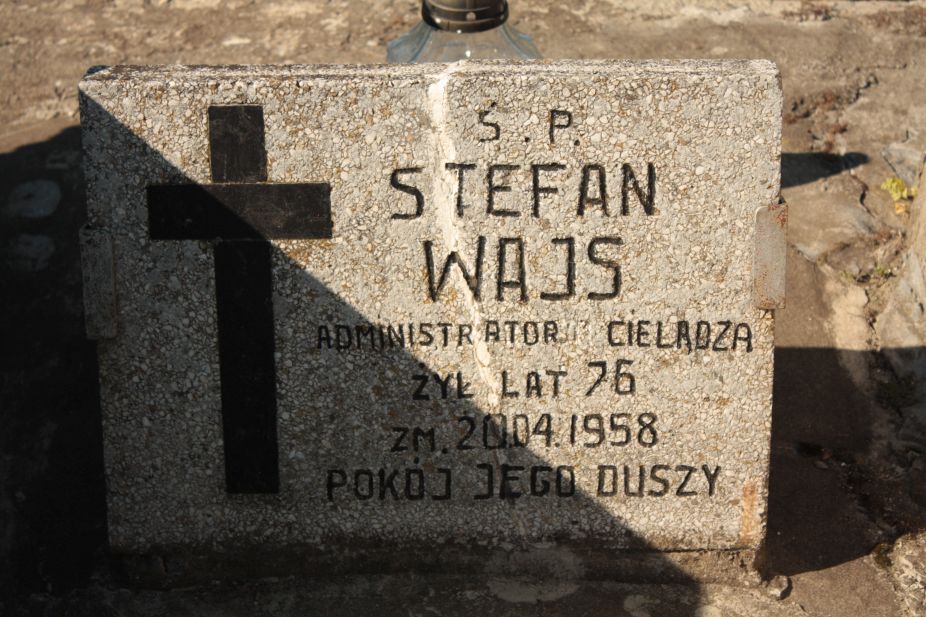 Ś.P.
STEFAN
WAJS
ADMINISTRATOR CIELĄDZA
ŻYŁ LAT 76
ZM. 20.04.1958
POKÓJ JEGO DUSZY